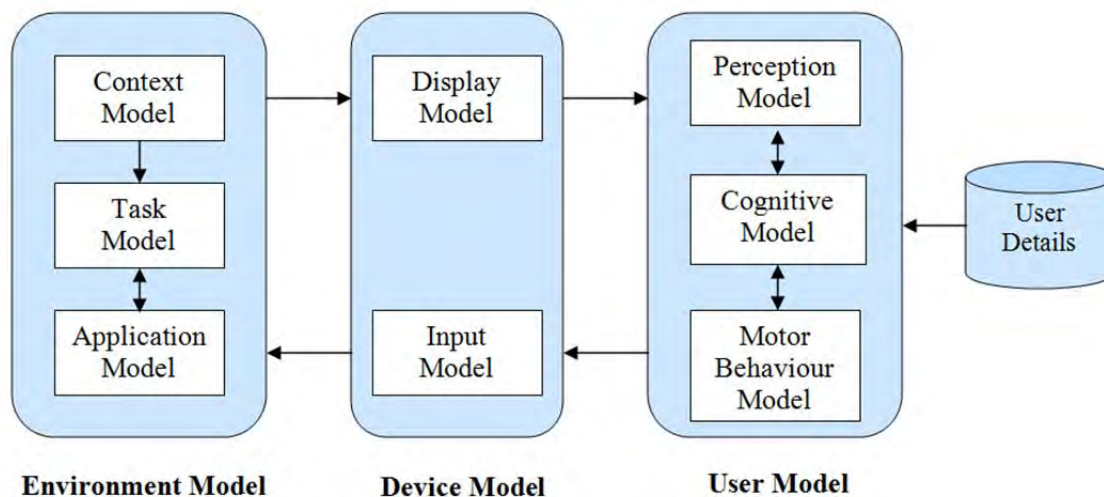 Context
Model
Task
Model
Application
Model
Environment Model
Display
Model
Input
Model
Device Model
Perception
Model
Cognitive
Model
Motor
Behaviour
Model
User Model
User
Details